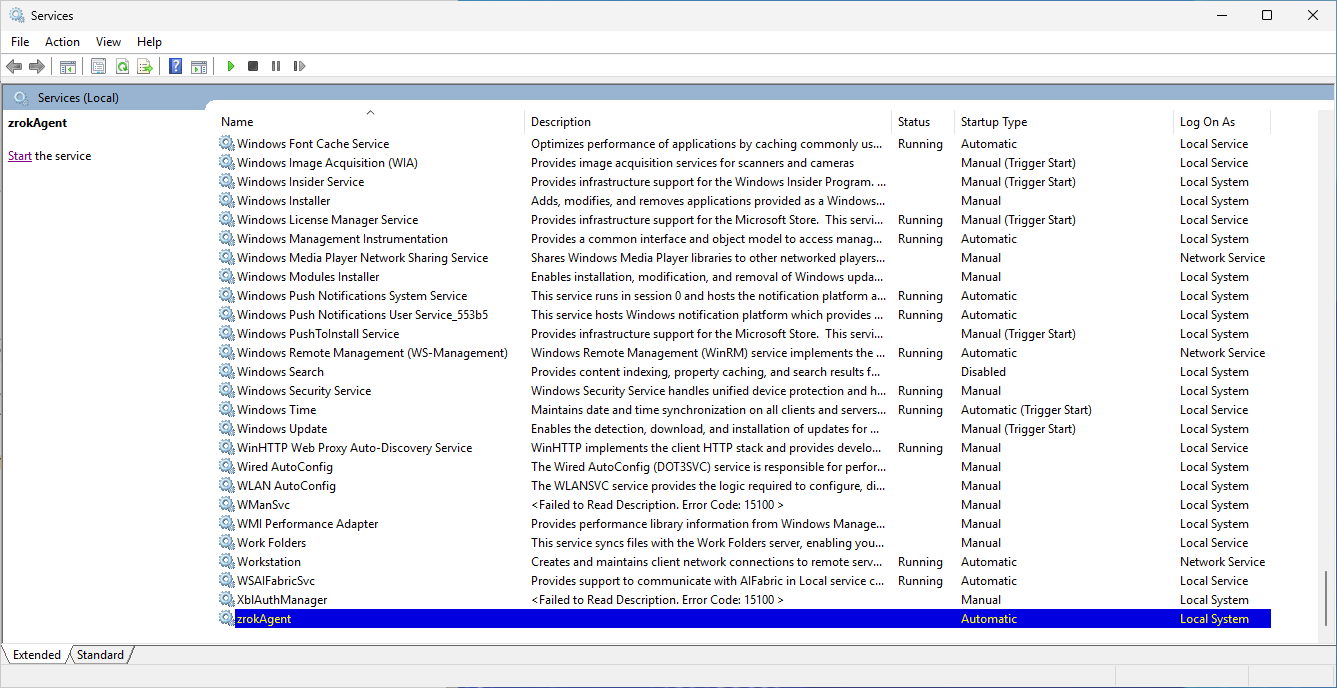 Services
File Action View Help
Services (Local)
zrokAgent
Start the service
Name Description Status Startup Type Log On As
Windows Font Cache Service Optimizes performance of applications by caching commonly us... Running Automatic Local Service
Windows Image Acquisition (WIA) Provides image acquisition services for scanners and cameras Manual (Trigger Start) Local Service
Windows Insider Service Provides infrastructure support for the Windows Insider Program. ... Manual (Trigger Start) Local System
Windows Installer Adds, modifies, and removes applications provided as a Windows... Manual Local System
Windows License Manager Service Provides infrastructure support for the Microsoft Store. This servi... Running Manual (Trigger Start) Local Service
Windows Management Instrumentation Provides a common interface and object model to access manag... Running Automatic Local System
Windows Media Player Network Sharing Service Shares Windows Media Player libraries to other networked players... Manual Network Service
Windows Modules Installer Enables installation, modification, and removal of Windows upda... Manual Local System
Windows Push Notifications System Service This service runs in session 0 and hosts the notification platform a... Running Automatic Local System
Windows Push Notifications User Service_553b5 This service hosts Windows notification platform which provides ... Running Automatic Local System
Windows PushToInstall Service Provides infrastructure support for the Microsoft Store. This servi... Manual (Trigger Start) Local System
Windows Remote Management (WS-Management) Windows Remote Management (WinRM) service implements the ... Running Automatic Network Service
Windows Search Provides content indexing, property caching, and search results f... Disabled Local System
Windows Security Service Windows Security Service handles unified device protection and h... Running Manual Local System
Windows Time Maintains date and time synchronization on all clients and servers... Running Automatic (Trigger Start) Local Service
Windows Update Enables the detection, download, and installation of updates for ... Manual (Trigger Start) Local System
WinHTTP Web Proxy Auto-Discovery Service WinHTTP implements the client HTTP stack and provides develo... Running Manual Local Service
Wired AutoConfig The Wired AutoConfig (DOT3SVC) service is responsible for perfor... Manual Local System
WLAN AutoConfig The WLANSVC service provides the logic required to configure, di... Manual Local System
WManSvc <Failed to Read Description. Error Code: 15100 > Manual Local System
WMI Performance Adapter Provides performance library information from Windows Manage... Manual Local System
Work Folders This service syncs files with the Work Folders server, enabling you... Manual Local Service
Workstation Creates and maintains client network connections to remote serv... Running Automatic Network Service
WSAIFabricSvc Provides support to communicate with AIFabric in Local service c... Running Automatic Local Service
XblAuthManager <Failed to Read Description. Error Code: 15100 > Manual Local System
zrokAgent Automatic Local System
Extended Standard